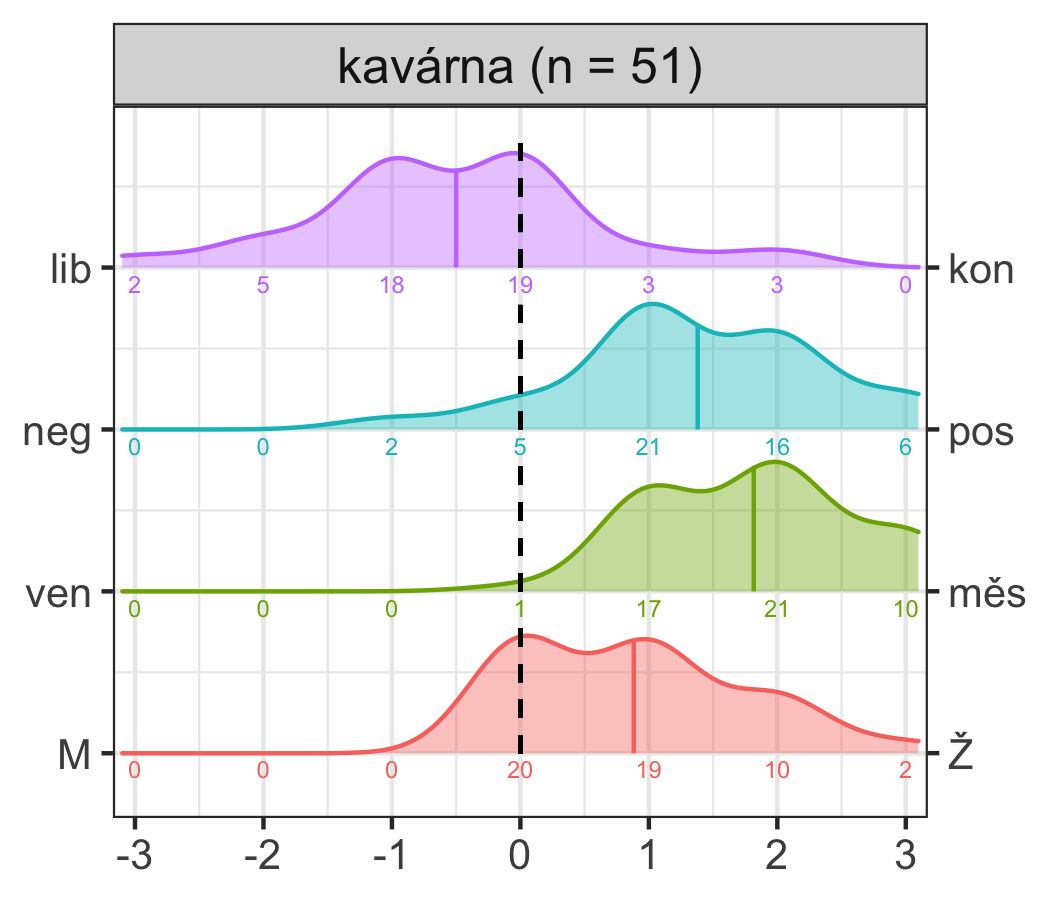 kavárna (n = 51)
lib kon
2 5 18 19 3 3 0
neg pos
0 0 2 5 21 16 6
ven měs
0 0 0 1 17 21 10
M Ž
0 0 0 20 19 10 2
-3 -2 -1 0 1 2 3